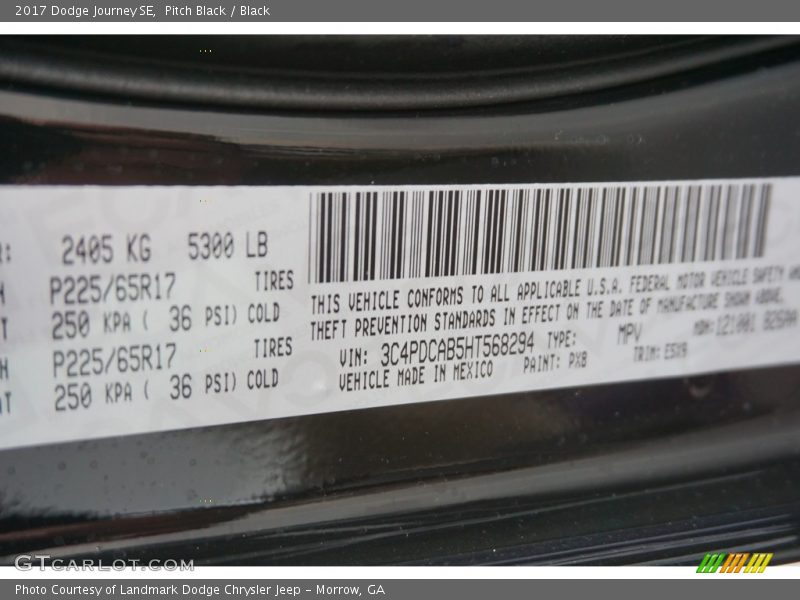 2017 Dodge Journey SE, Pitch Black / Black
R: 2405 KG 5300 LB
P225/65R17 TIRES
T 250 KPA ( 36 PSI) COLD
H P225/65R17 TIRES
AT 250 KPA ( 36 PSI) COLD
THIS VEHICLE CONFORMS TO ALL APPLICABLE U.S.A. FEDERAL MOTOR VEHICLE SAFETY
THEFT PREVENTION STANDARDS IN EFFECT ON THE DATE OF MANUFACTURE SHOWN ABOVE.
VIN: 3C4PDCAB5HT568294 TYPE: MPV
VEHICLE MADE IN MEXICO PAINT: PXB TRIM:
GTcarlot.com
Photo Courtesy of Landmark Dodge Chrysler Jeep - Morrow, GA